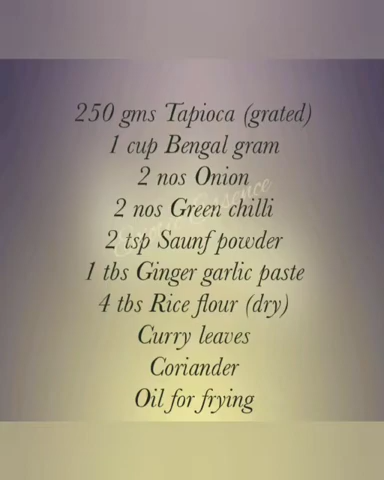 250 gms Tapioca (grated)
1 cup Bengal gram
2 nos Onion
2 nos Green chilli
2 tsp Saunf powder
1 tbs Ginger garlic paste
4 tbs Rice flour (dry)
Curry leaves
Coriander
Oil for frying